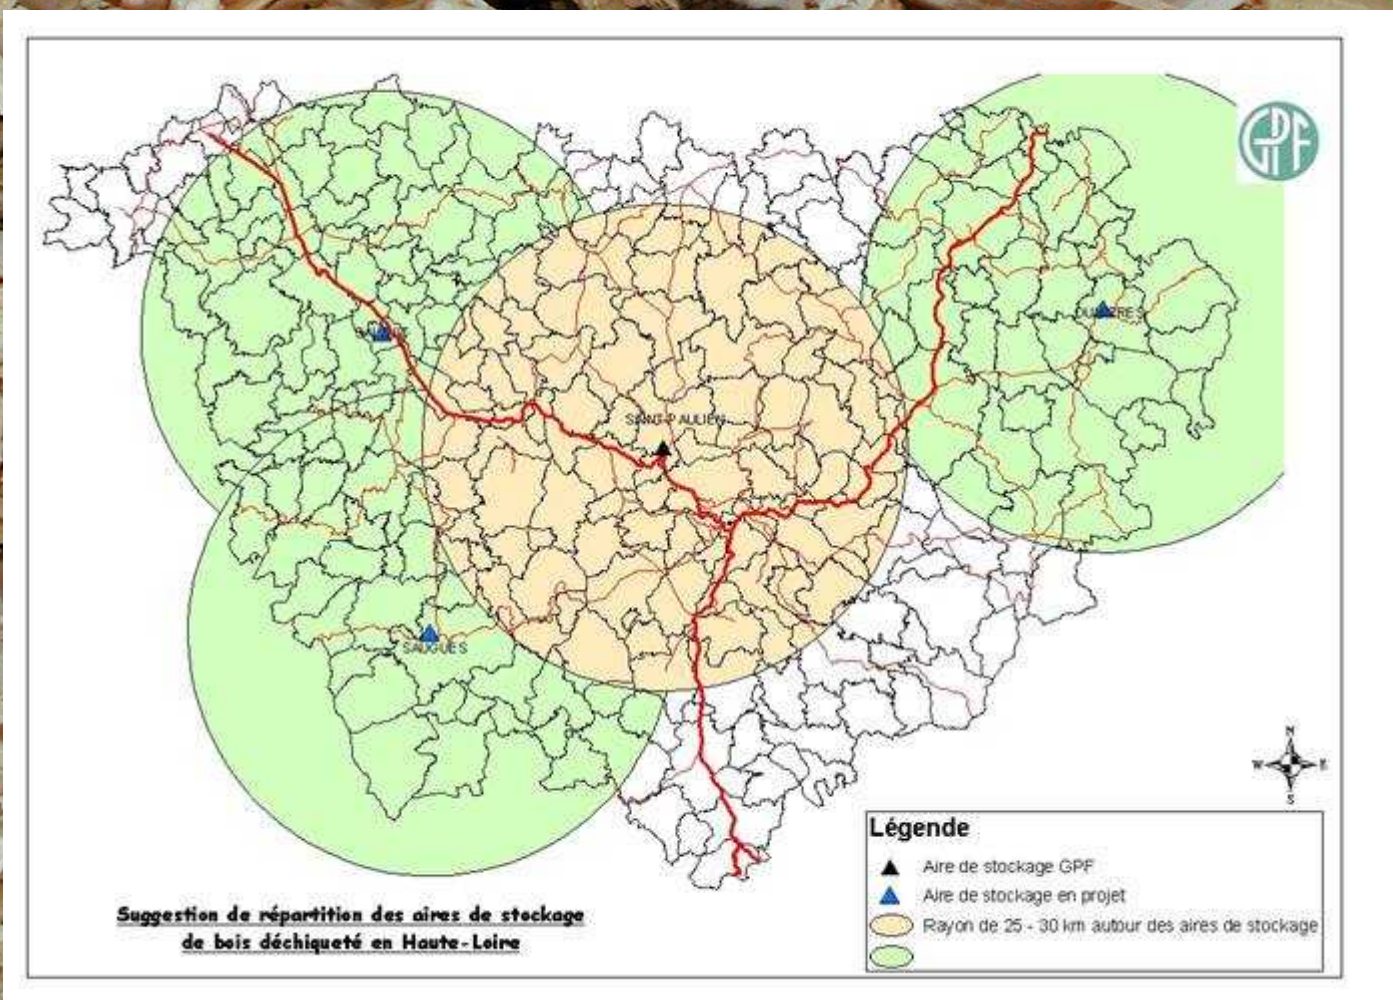 GPF
DUNIERES
SAINT-PAULIEN
SAUGUES
N
W E
S
Légende
Aire de stockage GPF
Aire de stockage en projet
Rayon de 25 - 30 km autour des aires de stockage
Suggestion de répartition des aires de stockage
de bois déchiqueté en Haute-Loire